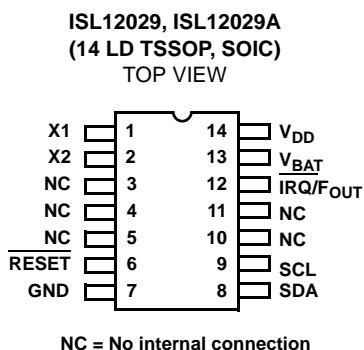 ISL12029, ISL12029A
(14 LD TSSOP, SOIC)
TOP VIEW
X1 1 14 VDD
X2 2 13 VBAT
NC 3 12 IRQ/FOUT
NC 4 11 NC
NC 5 10 NC
RESET 6 9 SCL
GND 7 8 SDA
NC = No internal connection